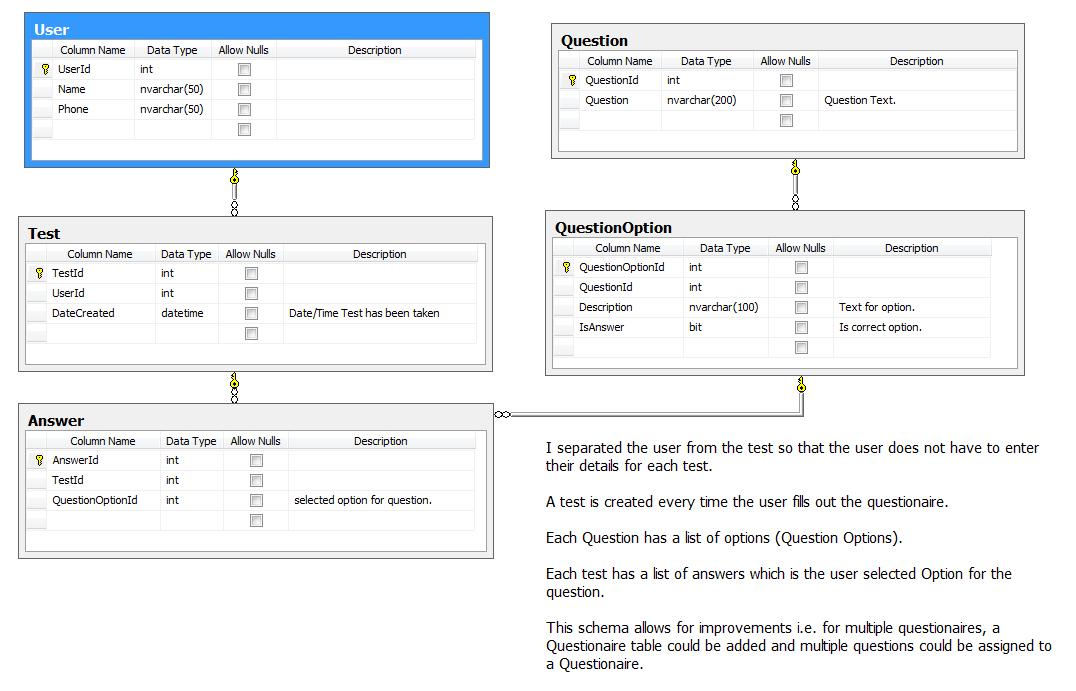 User
Column Name Data Type Allow Nulls Description
UserId int
Name nvarchar(50)
Phone nvarchar(50)
Question
Column Name Data Type Allow Nulls Description
QuestionId int
Question nvarchar(200) Question Text.
Test
Column Name Data Type Allow Nulls Description
TestId int
UserId int
DateCreated datetime Date/Time Test has been taken
QuestionOption
Column Name Data Type Allow Nulls Description
QuestionOptionId int
QuestionId int
Description nvarchar(100) Text for option.
IsAnswer bit Is correct option.
Answer
Column Name Data Type Allow Nulls Description
AnswerId int
TestId int
QuestionOptionId int selected option for question.
I separated the user from the test so that the user does not have to enter
their details for each test.
A test is created every time the user fills out the questionaire.
Each Question has a list of options (Question Options).
Each test has a list of answers which is the user selected Option for the
question.
This schema allows for improvements i.e. for multiple questionaires, a
Questionaire table could be added and multiple questions could be assigned to
a Questionaire.